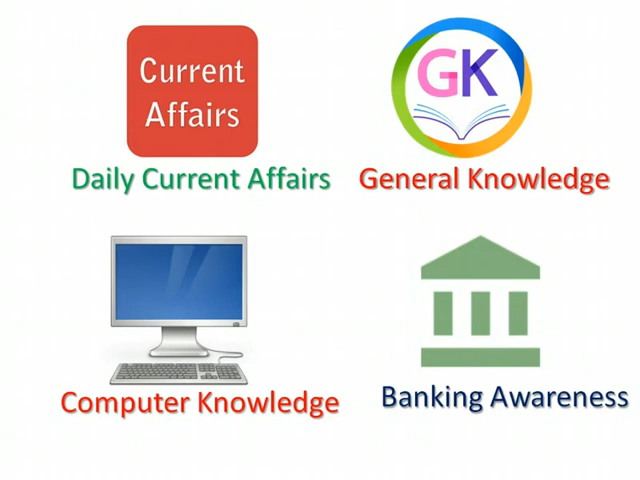 Current
Affairs
GK
Daily Current Affairs
General Knowledge
Computer Knowledge
Banking Awareness